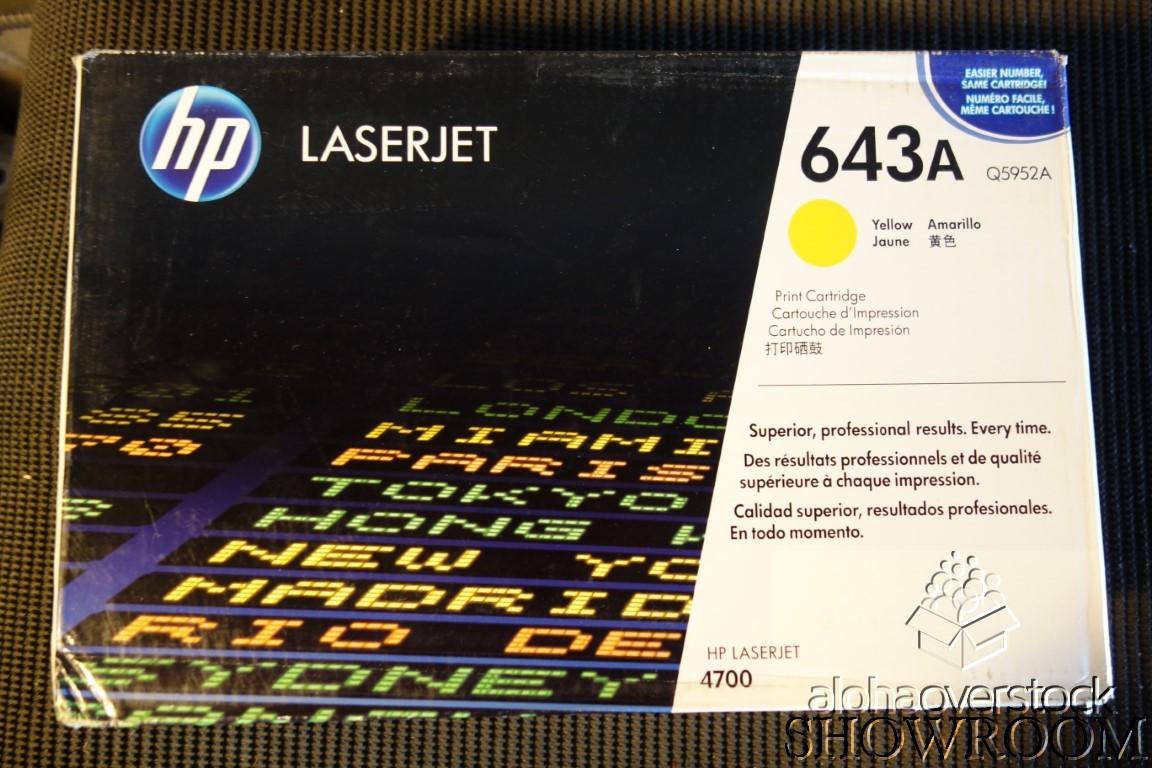 hp
LASERJET
EASIER NUMBER,
SAME CARTRIDGE!
NUMÉRO FACILE,
MÊME CARTOUCHE !
643A Q5952A
Yellow Amarillo
Jaune 黄色
Print Cartridge
Cartouche d'Impression
Cartucho de Impresión
打印硒鼓
Superior, professional results. Every time.
Des résultats professionnels et de qualité
supérieure à chaque impression.
Calidad superior, resultados profesionales.
En todo momento.
HP LASERJET
4700
MIAMI
PARIS
TOKYO
HONG
NEW YO
MADRID
RIO DE
SYDNEY
alohaoverstock
SHOWROOM